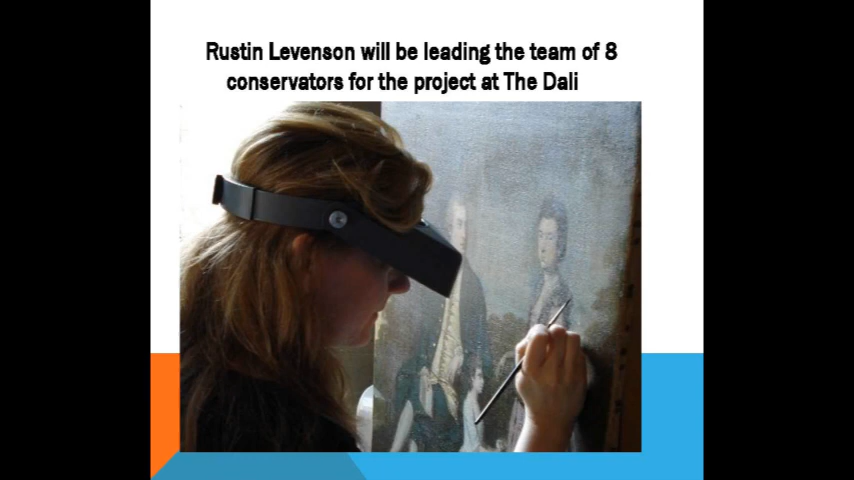 Rustin Levenson will be leading the team of 8
conservators for the project at The Dali